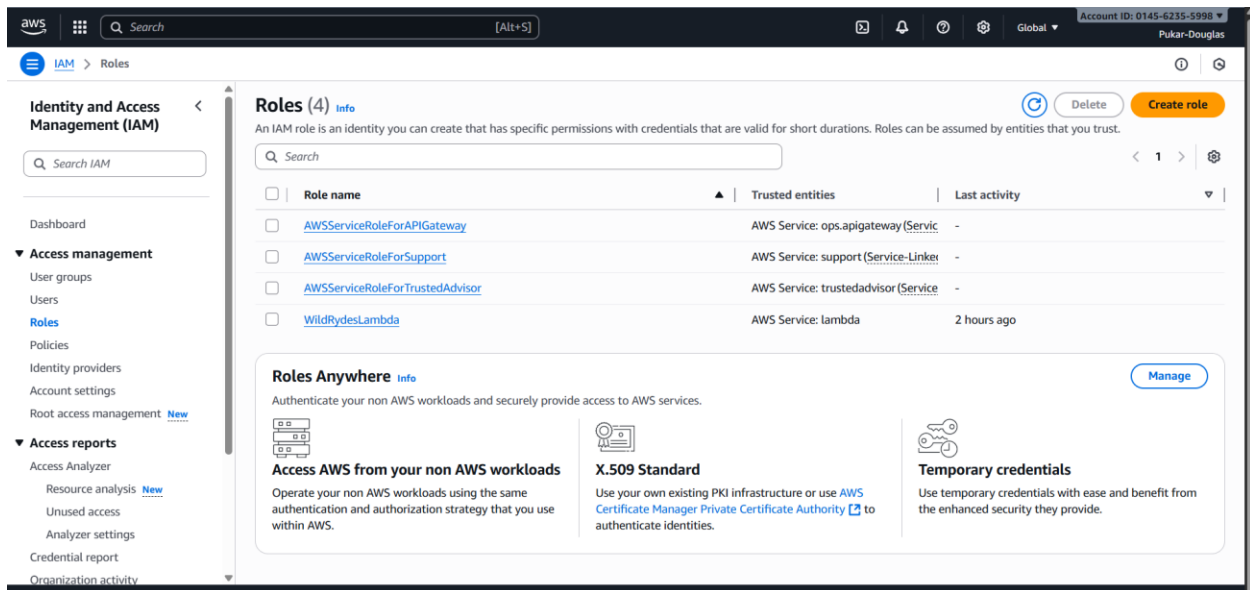 aws
Search [Alt+S]
Global ▼
Account ID: 0145-6235-5998 ▼
Pukar-Douglas
IAM > Roles
Identity and Access
Management (IAM)
Search IAM
Dashboard
Access management
User groups
Users
Roles
Policies
Identity providers
Account settings
Root access management New
Access reports
Access Analyzer
Resource analysis New
Unused access
Analyzer settings
Credential report
Organization activity
Roles (4) Info
Delete
Create role
An IAM role is an identity you can create that has specific permissions with credentials that are valid for short durations. Roles can be assumed by entities that you trust.
Search
< 1 >
Role name ▲ | Trusted entities | Last activity
AWSServiceRoleForAPIGateway AWS Service: ops.apigateway (Servic -
AWSServiceRoleForSupport AWS Service: support (Service-Linked -
AWSServiceRoleForTrustedAdvisor AWS Service: trustedadvisor (Service -
WildRydesLambda AWS Service: lambda 2 hours ago
Roles Anywhere Info
Manage
Authenticate your non AWS workloads and securely provide access to AWS services.
Access AWS from your non AWS workloads
Operate your non AWS workloads using the same
authentication and authorization strategy that you use
within AWS.
X.509 Standard
Use your own existing PKI infrastructure or use AWS
Certificate Manager Private Certificate Authority to
authenticate identities.
Temporary credentials
Use temporary credentials with ease and benefit from
the enhanced security they provide.